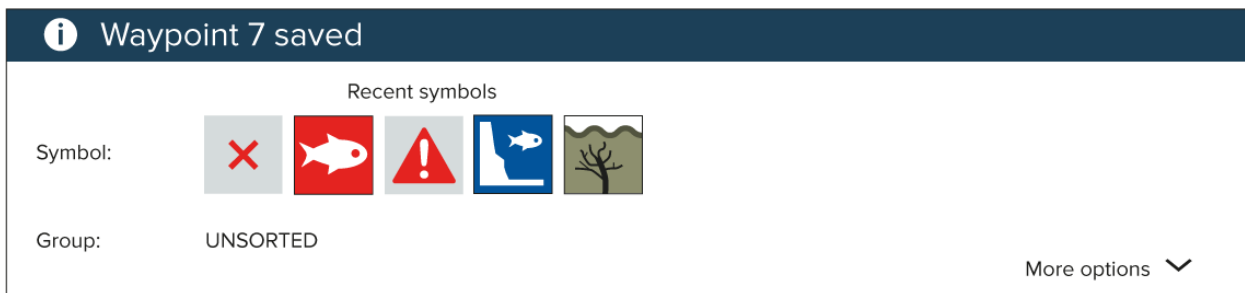 Waypoint 7 saved
Recent symbols
Symbol:
Group: UNSORTED
More options